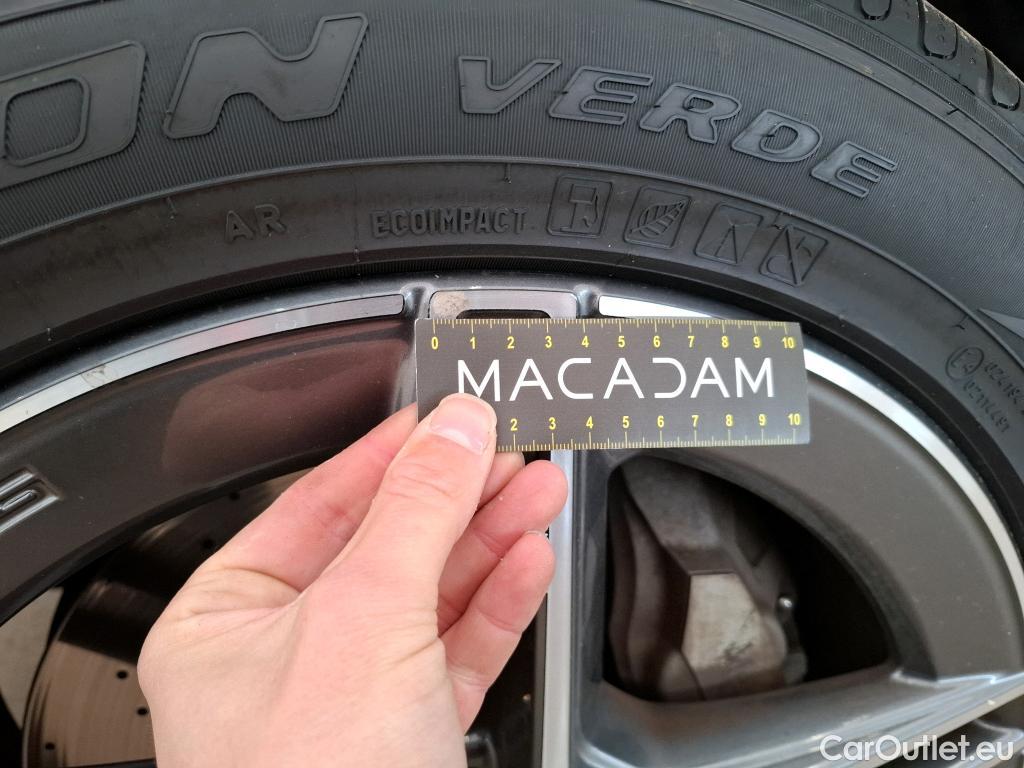 ON VERDE
AR ECOIMPACT
0 1 2 3 4 5 6 7 8 9 10
MACADAM
2 3 4 5 6 7 8 9 10
S
CarOutlet.eu